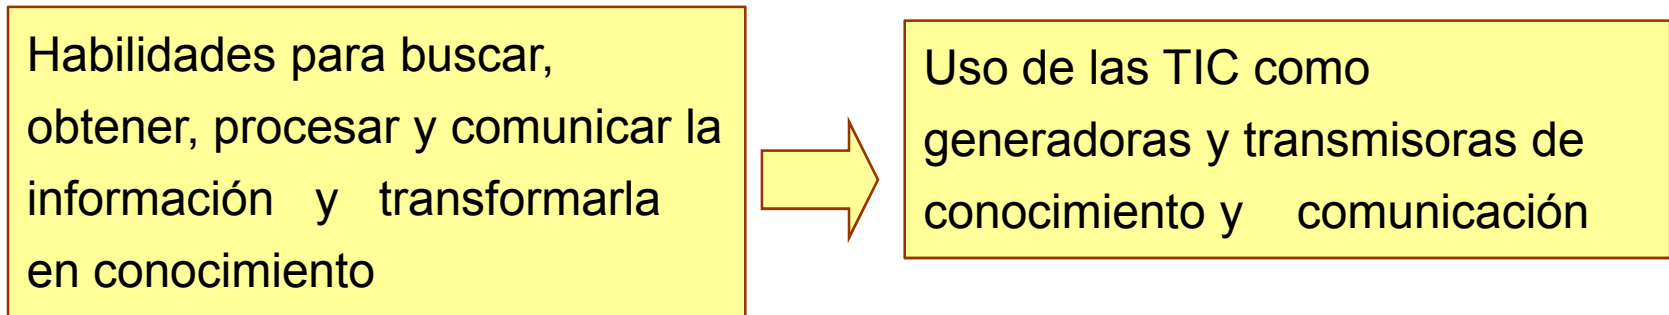 Habilidades para buscar,
obtener, procesar y comunicar la
información y transformarla
en conocimiento
Uso de las TIC como
generadoras y transmisoras de
conocimiento y comunicación